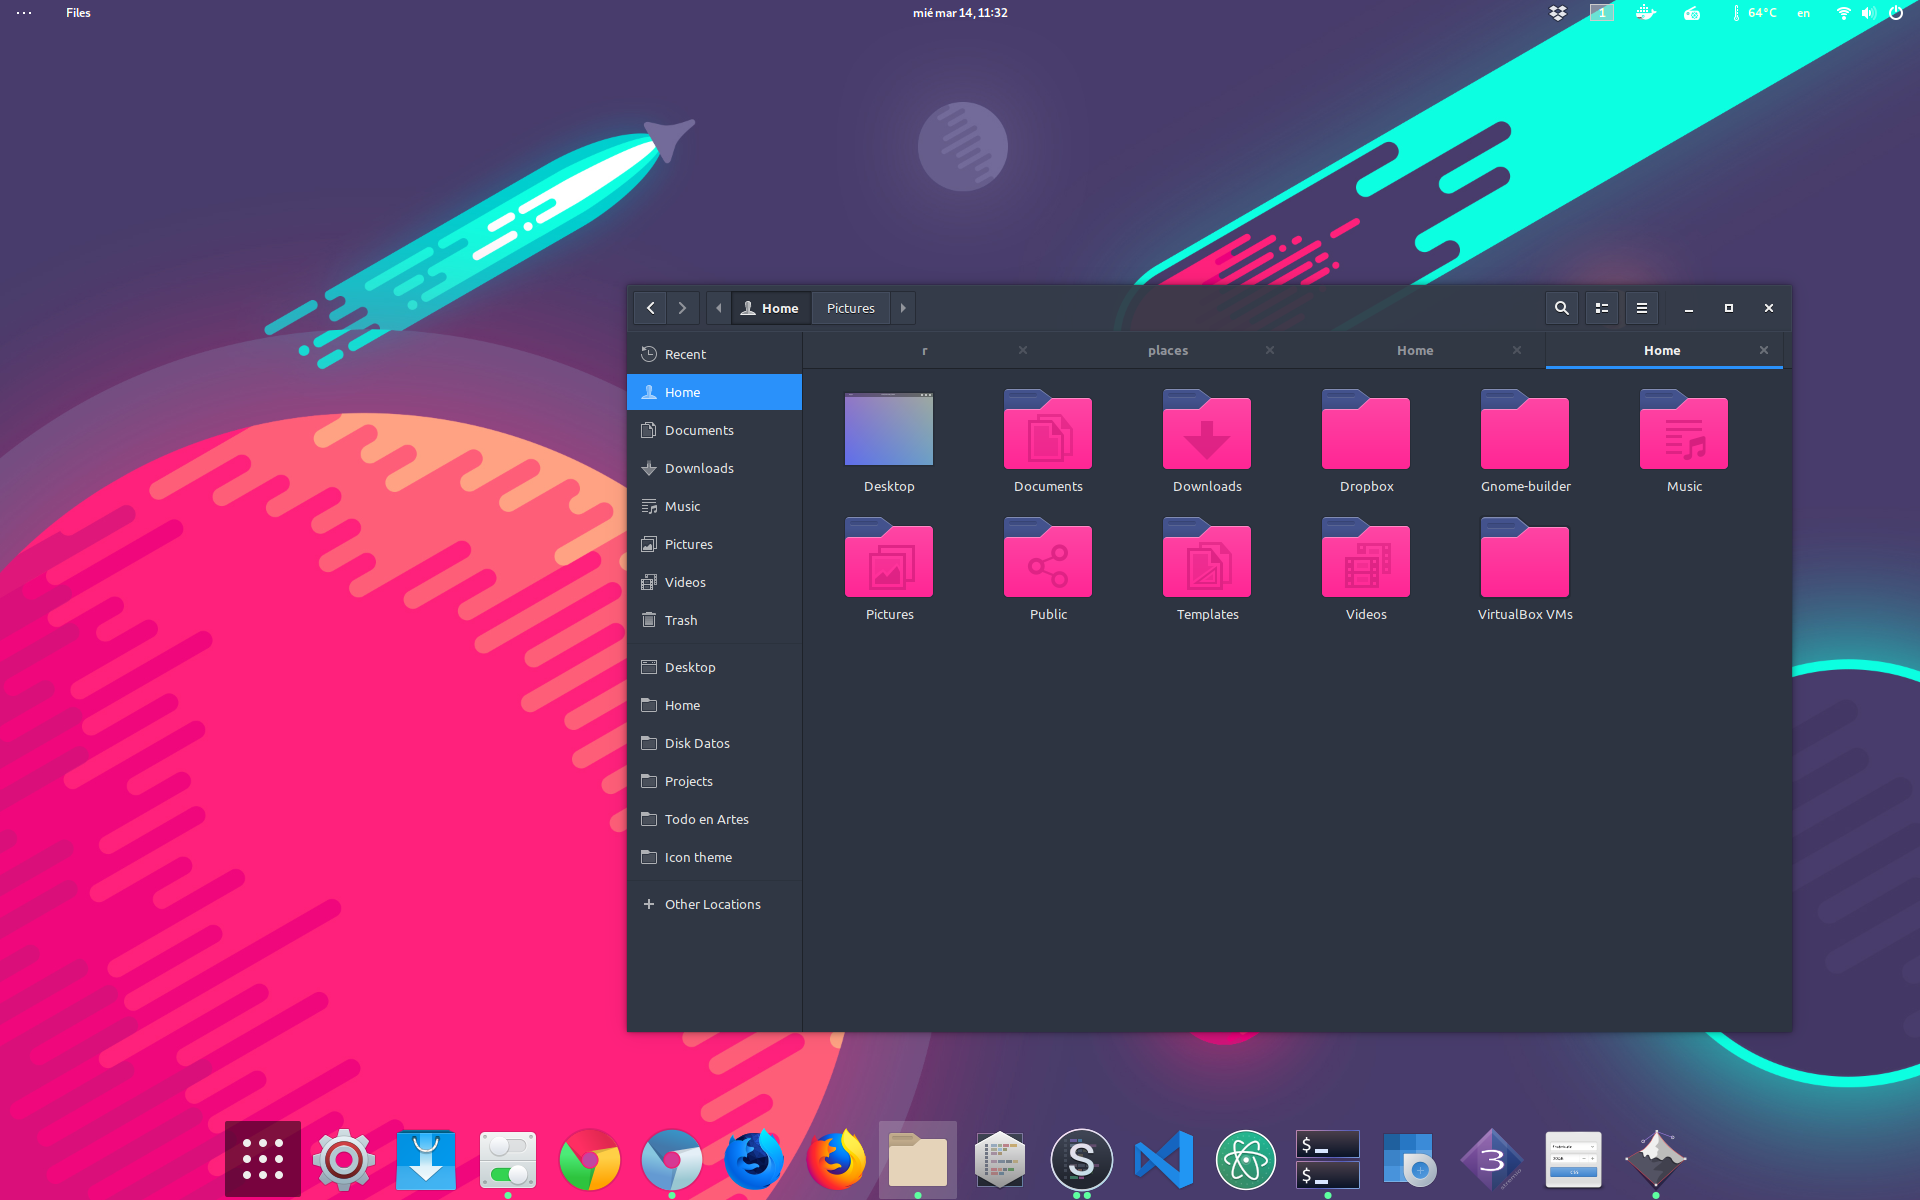 Files
mié mar 14, 11:32
1
64°C
en
Home
Pictures
r
places
Home
Home
Recent
Home
Documents
Downloads
Music
Pictures
Videos
Trash
Desktop
Home
Disk Datos
Projects
Todo en Artes
Icon theme
Other Locations
Desktop
Documents
Downloads
Dropbox
Gnome-builder
Music
Pictures
Public
Templates
Videos
VirtualBox VMs
S
$
$
3